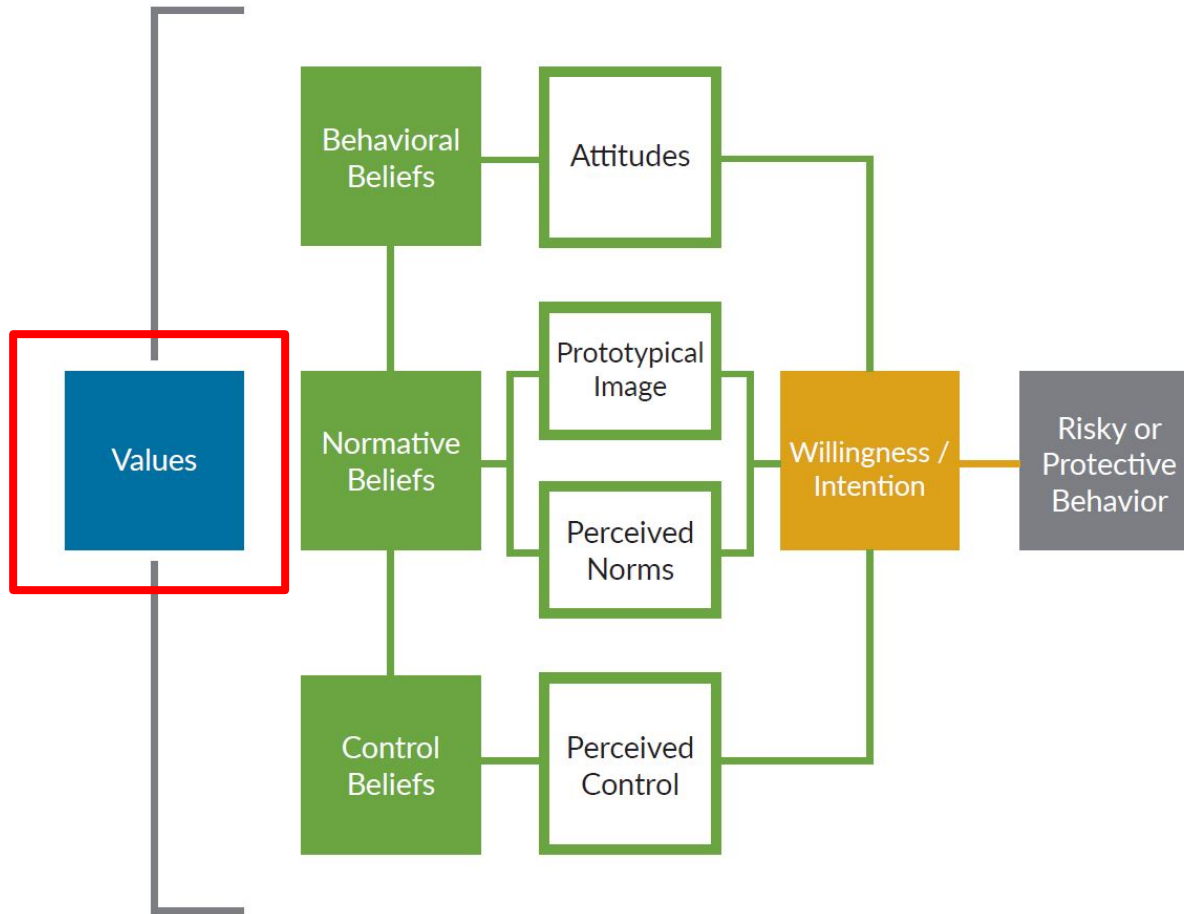 Behavioral
Beliefs
Attitudes
Prototypical
Image
Values
Normative
Beliefs
Willingness /
Intention
Risky or
Protective
Behavior
Perceived
Norms
Control
Beliefs
Perceived
Control